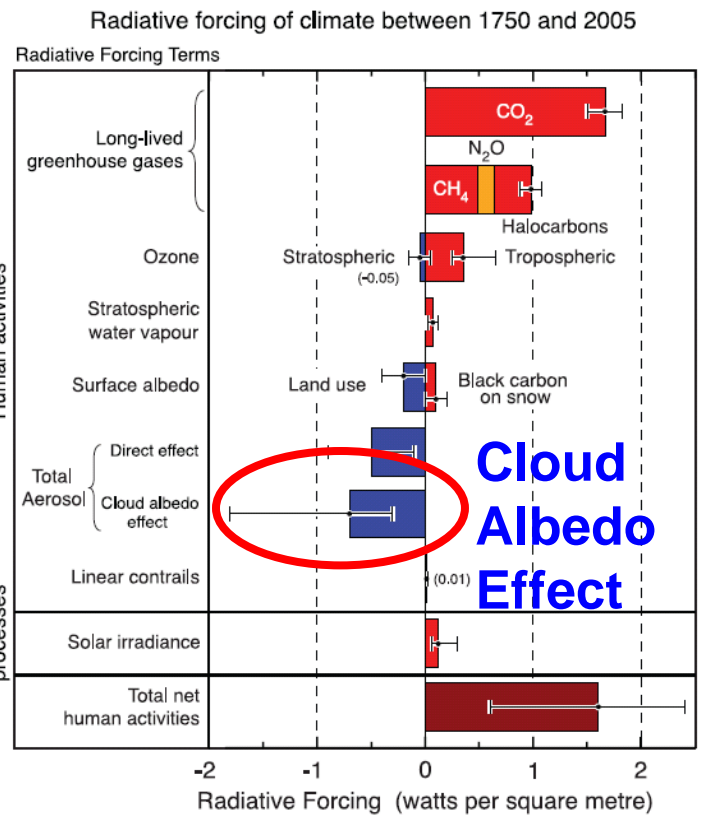 Radiative forcing of climate between 1750 and 2005
Radiative Forcing Terms
CO₂
Long-lived
greenhouse gases
N₂O
CH₄
Halocarbons
Ozone
Stratospheric
(-0.05)
Tropospheric
Stratospheric
water vapour
Surface albedo
Land use
Black carbon
on snow
Human activities
Total
Aerosol
Direct effect
Cloud albedo
effect
Cloud
Albedo
Effect
Linear contrails
(0.01)
processes
Solar irradiance
Total net
human activities
-2 -1 0 1 2
Radiative Forcing (watts per square metre)